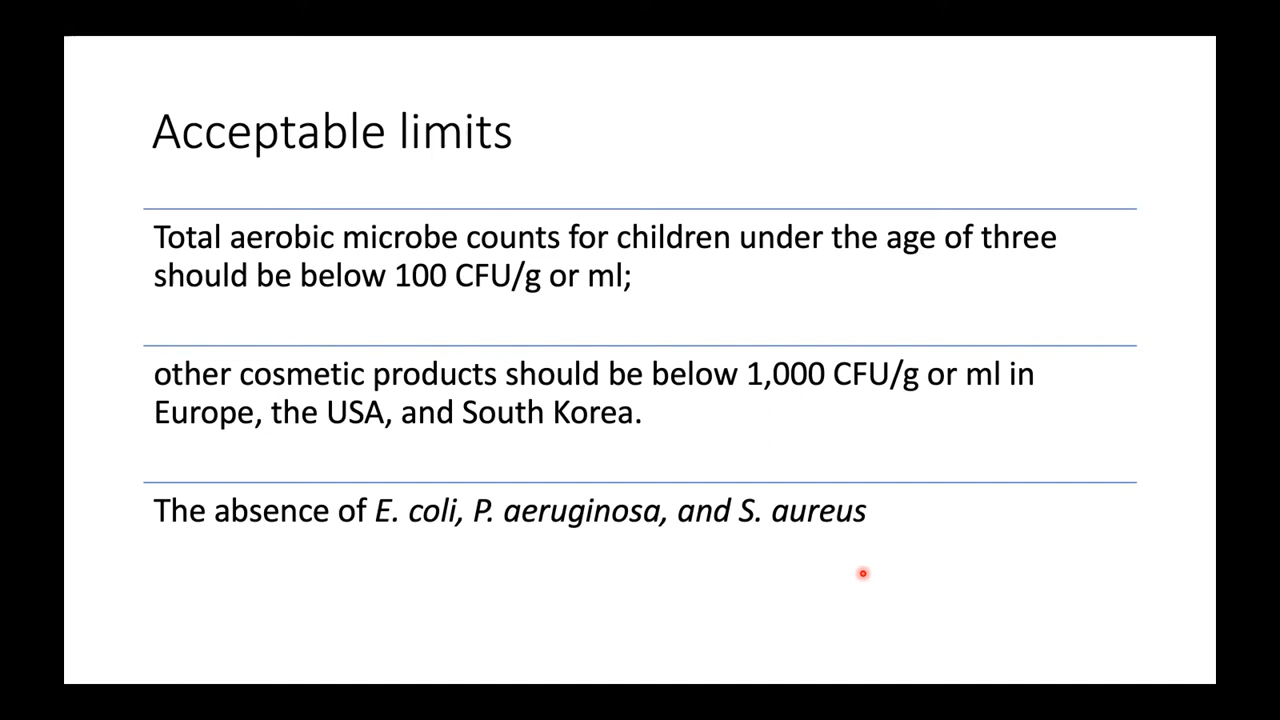 Acceptable limits
Total aerobic microbe counts for children under the age of three
should be below 100 CFU/g or ml;
other cosmetic products should be below 1,000 CFU/g or ml in
Europe, the USA, and South Korea.
The absence of E. coli, P. aeruginosa, and S. aureus